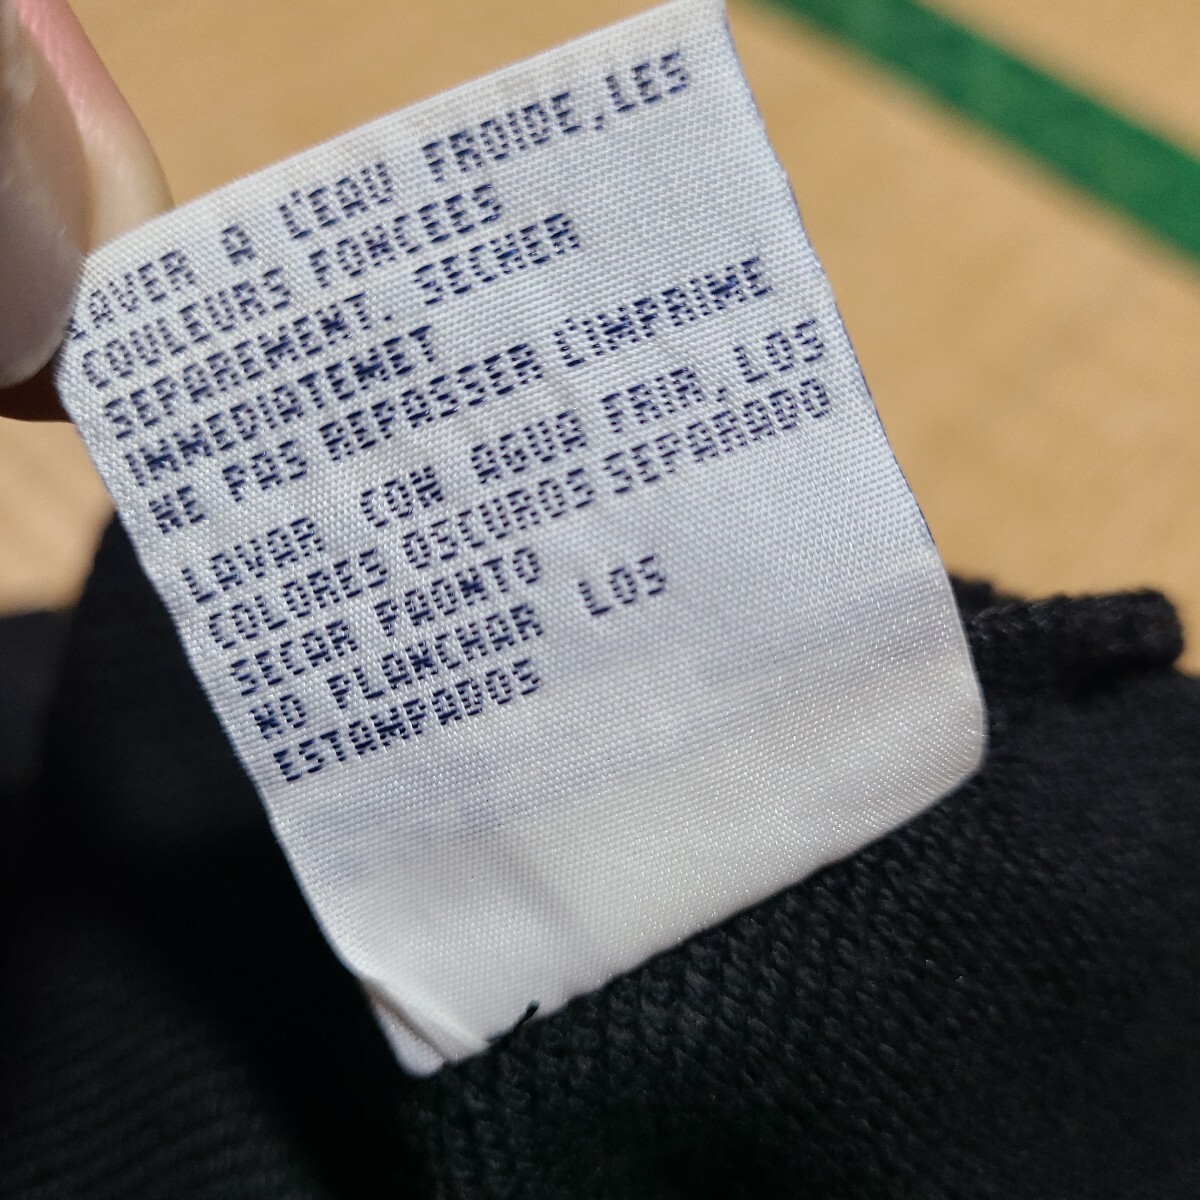 LAVER A L'EAU FROIDE, LES
COULEURS FONCEES
SEPAREMENT. SECHER
IMMEDIATEMET
NE PAS REPASSER L'IMPRIME
LAVAR CON AGUA FRIA, LOS
COLORES OSCUROS SEPARADO
SECAR PAONTO
NO PLANCHAR LOS
ESTAMPADOS